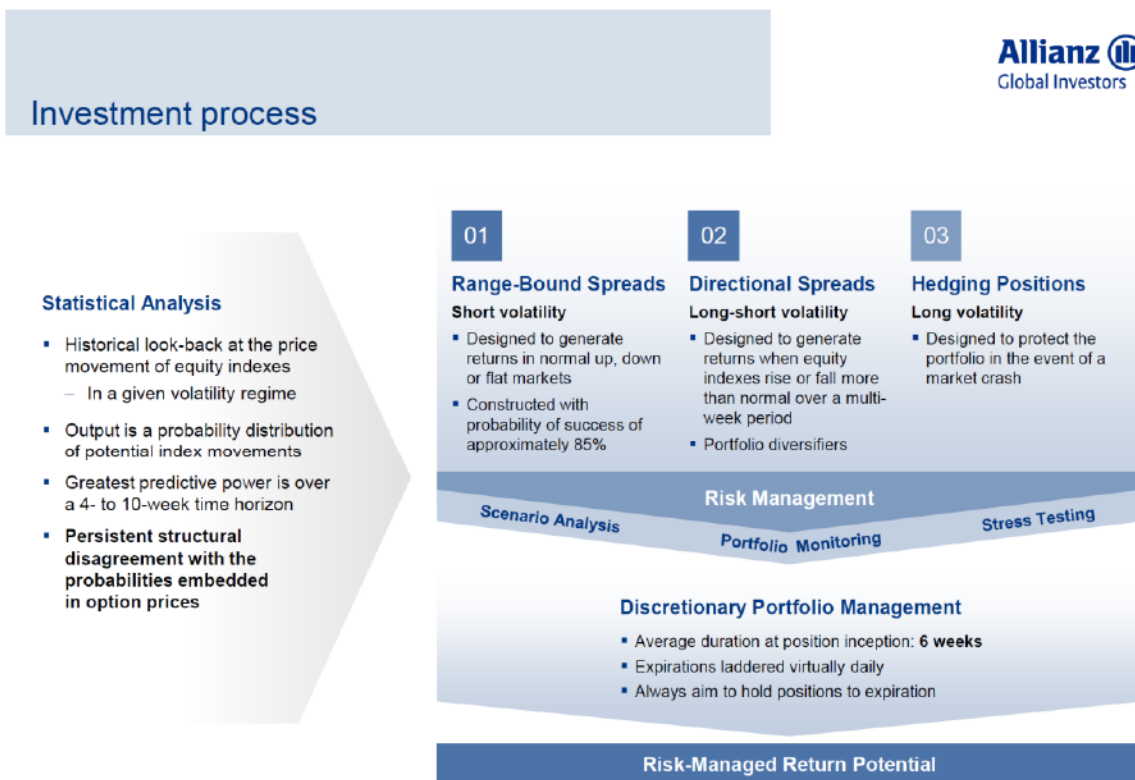 Allianz
Global Investors
Investment process
Statistical Analysis
▪ Historical look-back at the price
movement of equity indexes
– In a given volatility regime
▪ Output is a probability distribution
of potential index movements
▪ Greatest predictive power is over
a 4- to 10-week time horizon
▪ Persistent structural
disagreement with the
probabilities embedded
in option prices
01
Range-Bound Spreads
Short volatility
▪ Designed to generate
returns in normal up, down
or flat markets
▪ Constructed with
probability of success of
approximately 85%
02
Directional Spreads
Long-short volatility
▪ Designed to generate
returns when equity
indexes rise or fall more
than normal over a multi-
week period
▪ Portfolio diversifiers
03
Hedging Positions
Long volatility
▪ Designed to protect the
portfolio in the event of a
market crash
Risk Management
Scenario Analysis
Portfolio Monitoring
Stress Testing
Discretionary Portfolio Management
▪ Average duration at position inception: 6 weeks
▪ Expirations laddered virtually daily
▪ Always aim to hold positions to expiration
Risk-Managed Return Potential